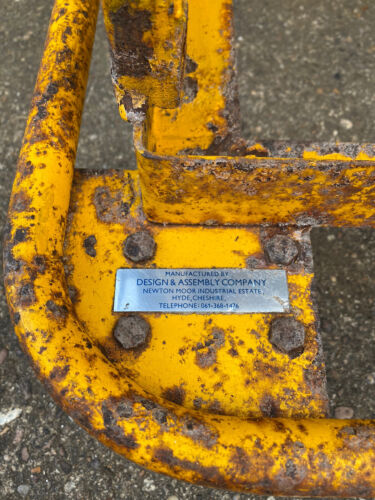 MANUFACTURED BY
DESIGN & ASSEMBLY COMPANY
NEWTON MOOR INDUSTRIAL ESTATE,
HYDE, CHESHIRE,
TELEPHONE: 061-368-1476